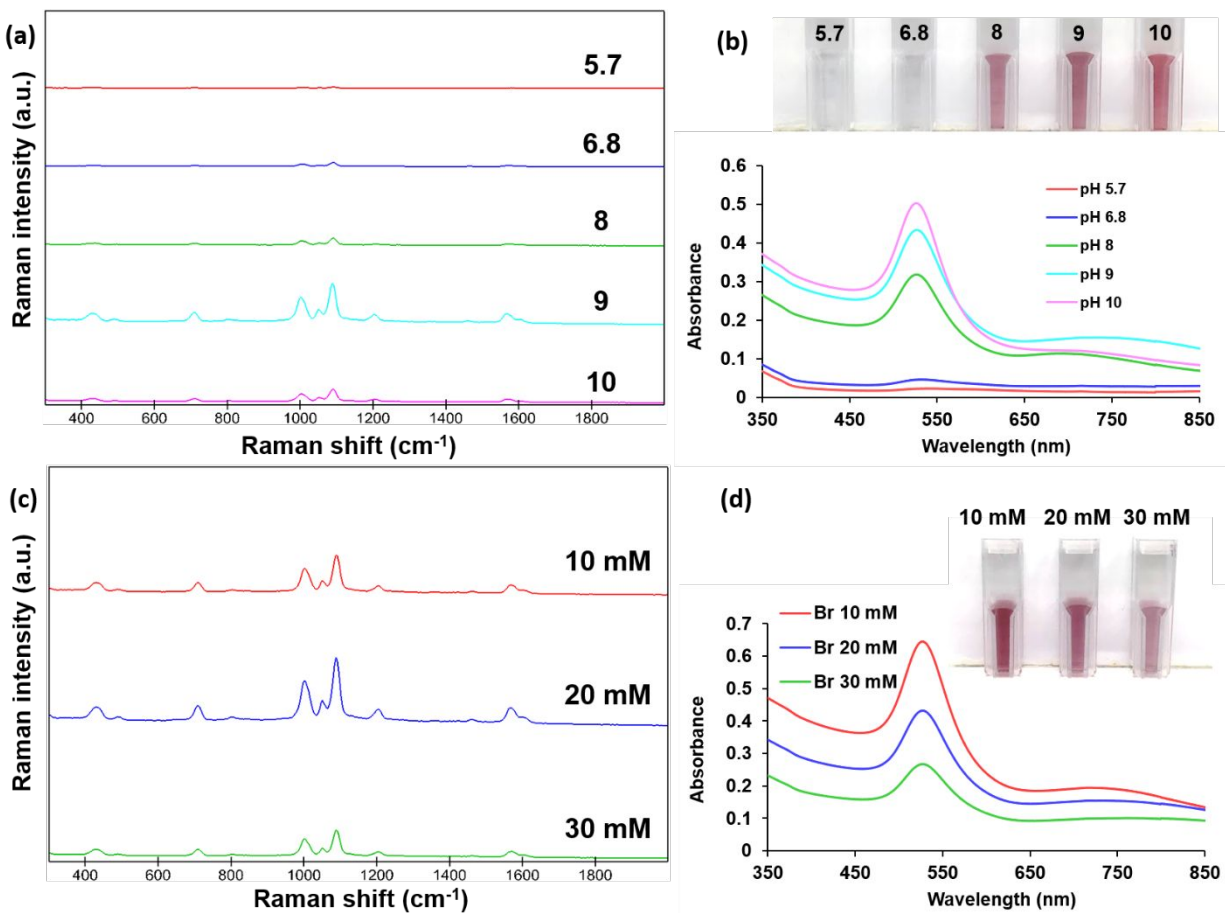 (a)
Raman intensity (a.u.)
5.7
6.8
8
9
10
400 600 800 1000 1200 1400 1600 1800
Raman shift (cm⁻¹)
(b)
5.7 6.8 8 9 10
0.6
0.5
0.4
0.3
0.2
0.1
0
Absorbance
pH 5.7
pH 6.8
pH 8
pH 9
pH 10
350 450 550 650 750 850
Wavelength (nm)
(c)
Raman intensity (a.u.)
10 mM
20 mM
30 mM
400 600 800 1000 1200 1400 1600 1800
Raman shift (cm⁻¹)
(d)
10 mM 20 mM 30 mM
0.7
0.6
0.5
0.4
0.3
0.2
0.1
0
Absorbance
Br 10 mM
Br 20 mM
Br 30 mM
350 450 550 650 750 850
Wavelength (nm)